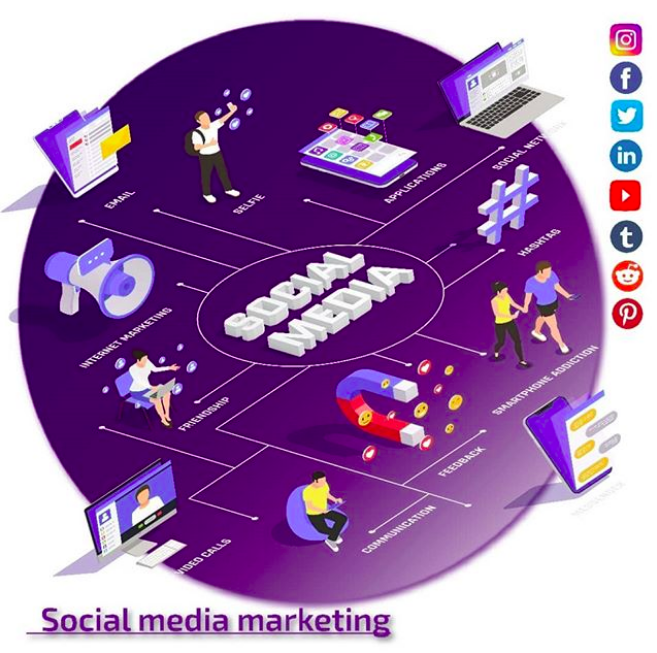 EMAIL
SELFIE
APPLICATIONS
SOCIAL NETWORK
HASHTAG
INTERNET MARKETING
SOCIAL
MEDIA
FRIENDSHIP
SMARTPHONE ADDICTION
FEEDBACK
MESSENGER
COMMUNICATION
VIDEO CALLS
Social media marketing